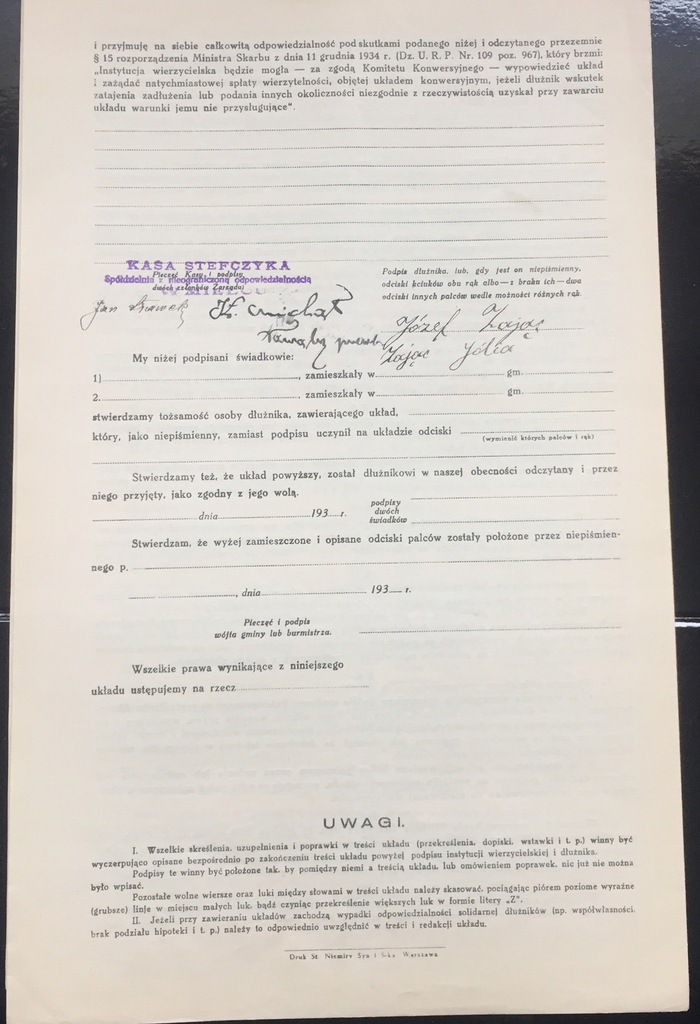 i przyjmuję na siebie całkowitą odpowiedzialność pod skutkami podanego niżej i odczytanego przezemnie
§ 15 rozporządzenia Ministra Skarbu z dnia 11 grudnia 1934 r. (Dz. U. R. P. Nr. 109 poz. 967), który brzmi:
„Instytucja wierzycielska będzie mogła — za zgodą Komitetu Konwersyjnego — wypowiedzieć układ
i zażądać natychmiastowej spłaty wierzytelności, objętej układem konwersyjnym, jeżeli dłużnik wskutek
zatajenia zadłużenia lub podania innych okoliczności niezgodnie z rzeczywistością uzyskał przy zawarciu
układu warunki jemu nie przysługujące".
KASA STEFCZYKA
Pieczęć Kasy i podpisy
Spółdzielnia z nieograniczoną odpowiedzialnością
dwóch członków Zarządu
Podpis dłużnika, lub, gdy jest on niepiśmienny,
odciski kciuków obu rąk albo—z braku ich—dwa
odciski innych palców wedle możności różnych rąk.
Jan
Józef Zając
Zając
My niżej podpisani świadkowie:
1) , zamieszkały w gm.
2. , zamieszkały w gm.
stwierdzamy tożsamość osoby dłużnika, zawierającego układ,
który, jako niepiśmienny, zamiast podpisu uczynił na układzie odciski
(wymienić których palców i rąk)
Stwierdzamy też, że układ powyższy, został dłużnikowi w naszej obecności odczytany i przez
niego przyjęty, jako zgodny z jego wolą.
dnia 193 r.
podpisy
dwóch
świadków
Stwierdzam, że wyżej zamieszczone i opisane odciski palców zostały położone przez niepiśmien-
nego p.
, dnia 193 r.
Pieczęć i podpis
wójta gminy lub burmistrza.
Wszelkie prawa wynikające z niniejszego
układu ustępujemy na rzecz
UWAGI.
I. Wszelkie skreślenia, uzupełnienia i poprawki w treści układu (przekreślenia, dopiski, wstawki i t. p.) winny być
wyczerpująco opisane bezpośrednio po zakończeniu treści układu powyżej podpisu instytucji wierzycielskiej i dłużnika.
Podpisy te winny być położone tak, by pomiędzy niemi a treścią układu, lub omówieniem poprawek, nic już nie można
było wpisać.
Pozostałe wolne wiersze oraz luki między słowami w treści układu należy skasować, pociągając piórem poziome wyraźne
(grubsze) linje w miejscu małych luk, bądź czyniąc przekreślenie większych luk w formie litery „Z".
II. Jeżeli przy zawieraniu układów zachodzą wypadki odpowiedzialności solidarnej dłużników (np. współwłasności,
brak podziału hipoteki i t. p.) należy to odpowiednio uwzględnić w treści i redakcji układu.
Druk St. Niemiry Syn i S-ka Warszawa